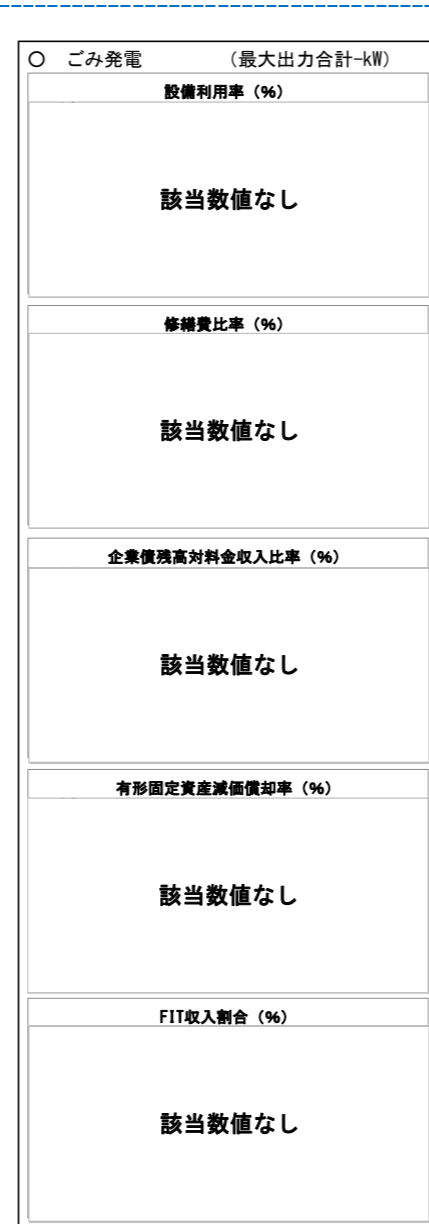 ○ ごみ発電 （最大出力合計-kW）
設備利用率（%）
該当数値なし
修繕費比率（%）
該当数値なし
企業債残高対料金収入比率（%）
該当数値なし
有形固定資産減価償却率（%）
該当数値なし
FIT収入割合（%）
該当数値なし